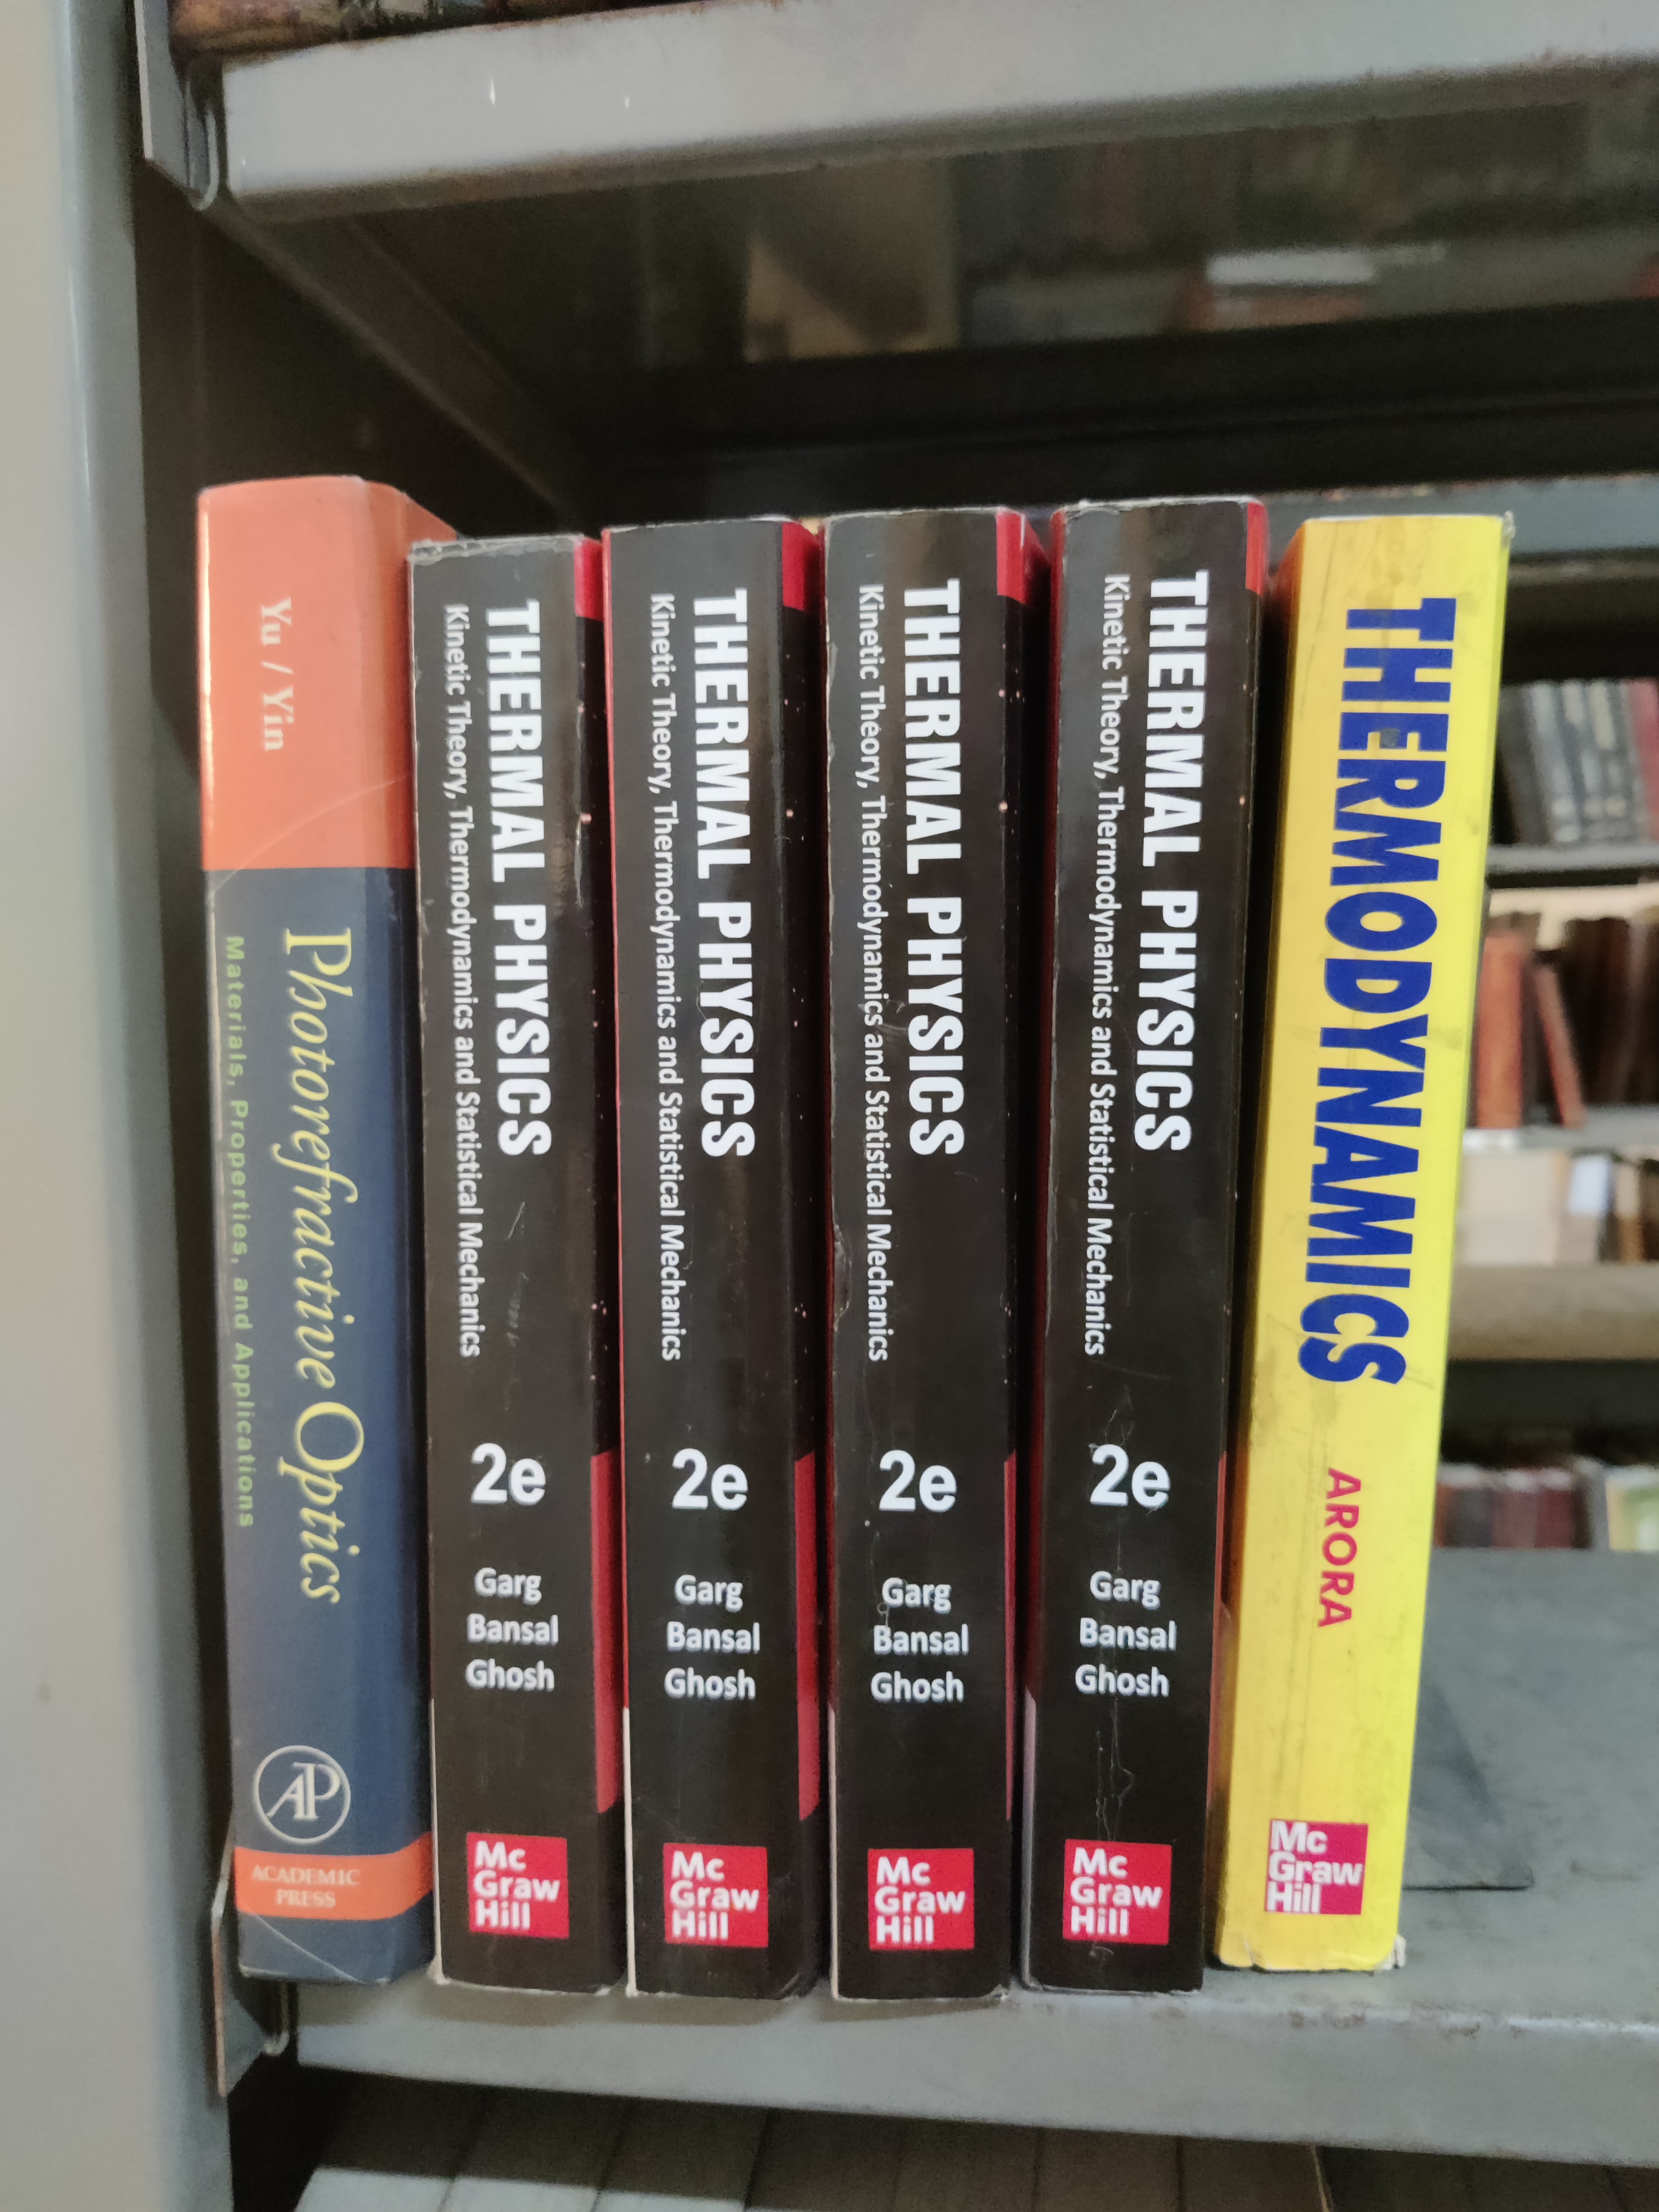 Yu / Yin
Photorefractive Optics
Materials, Properties, and Applications
AP
ACADEMIC
PRESS
THERMAL PHYSICS
Kinetic Theory, Thermodynamics and Statistical Mechanics
2e
Garg
Bansal
Ghosh
Mc
Graw
Hill
THERMAL PHYSICS
Kinetic Theory, Thermodynamics and Statistical Mechanics
2e
Garg
Bansal
Ghosh
Mc
Graw
Hill
THERMAL PHYSICS
Kinetic Theory, Thermodynamics and Statistical Mechanics
2e
Garg
Bansal
Ghosh
Mc
Graw
Hill
THERMAL PHYSICS
Kinetic Theory, Thermodynamics and Statistical Mechanics
2e
Garg
Bansal
Ghosh
Mc
Graw
Hill
THERMODYNAMICS
ARORA
Mc
Graw
Hill